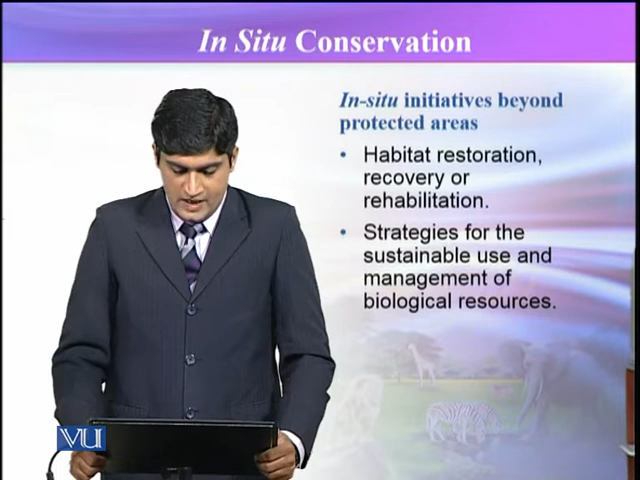 In Situ Conservation
In-situ initiatives beyond
protected areas
• Habitat restoration,
recovery or
rehabilitation.
• Strategies for the
sustainable use and
management of
biological resources.
VU